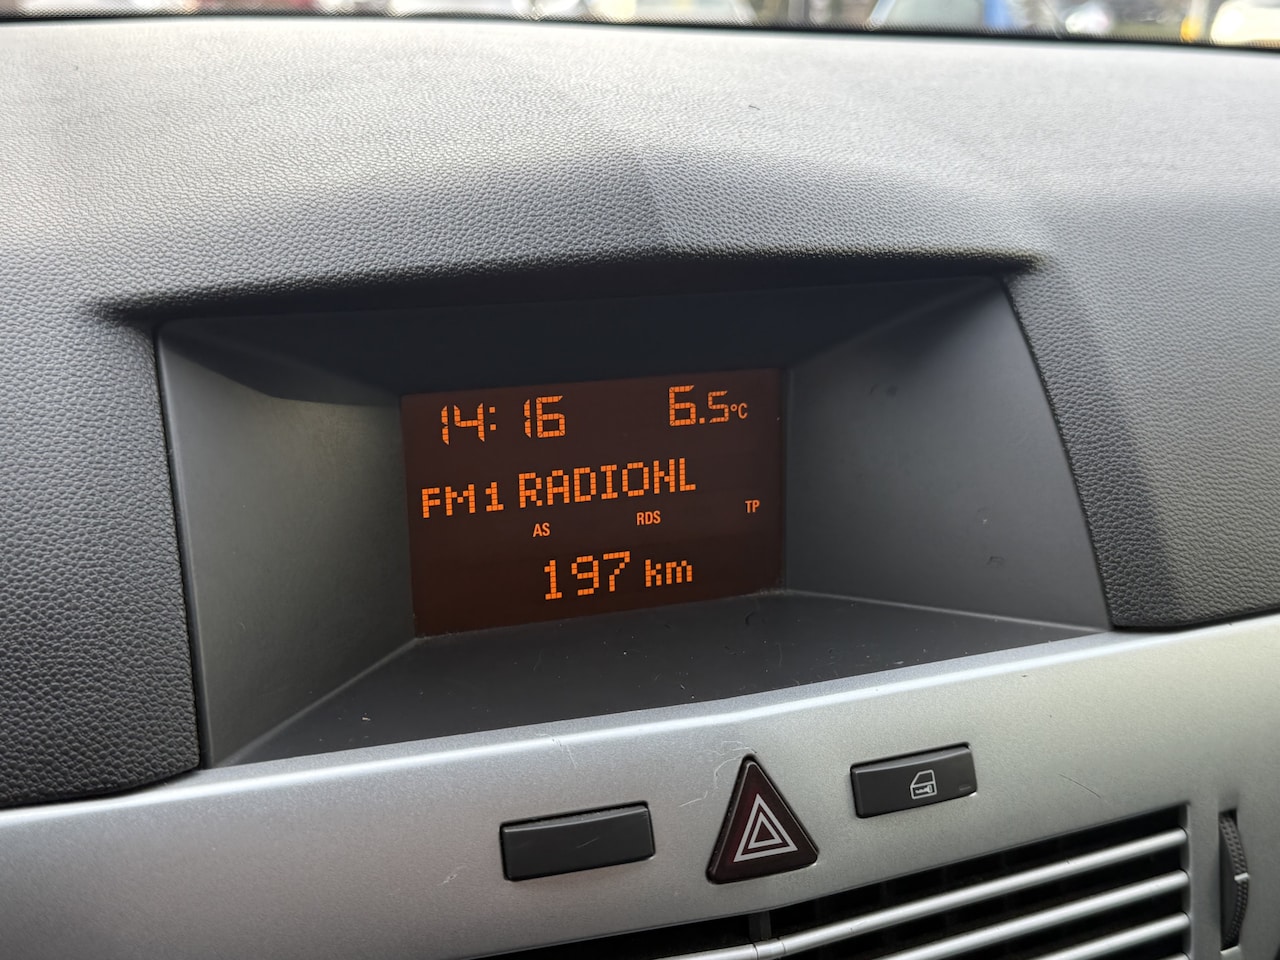 14:16 6.5°C
FM1 RADIONL
AS RDS TP
197 km